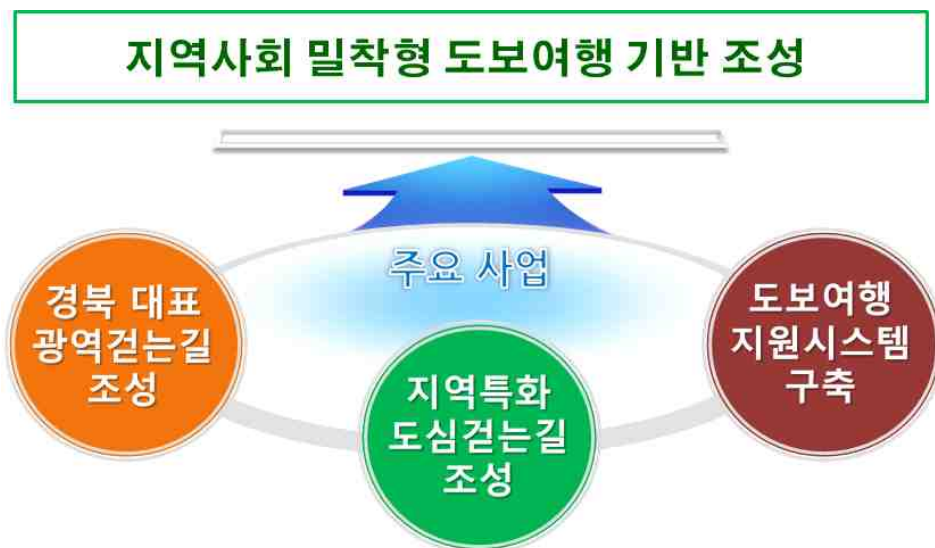 지역사회 밀착형 도보여행 기반 조성
주요 사업
경북 대표
광역걷는길
조성
지역특화
도심걷는길
조성
도보여행
지원시스템
구축